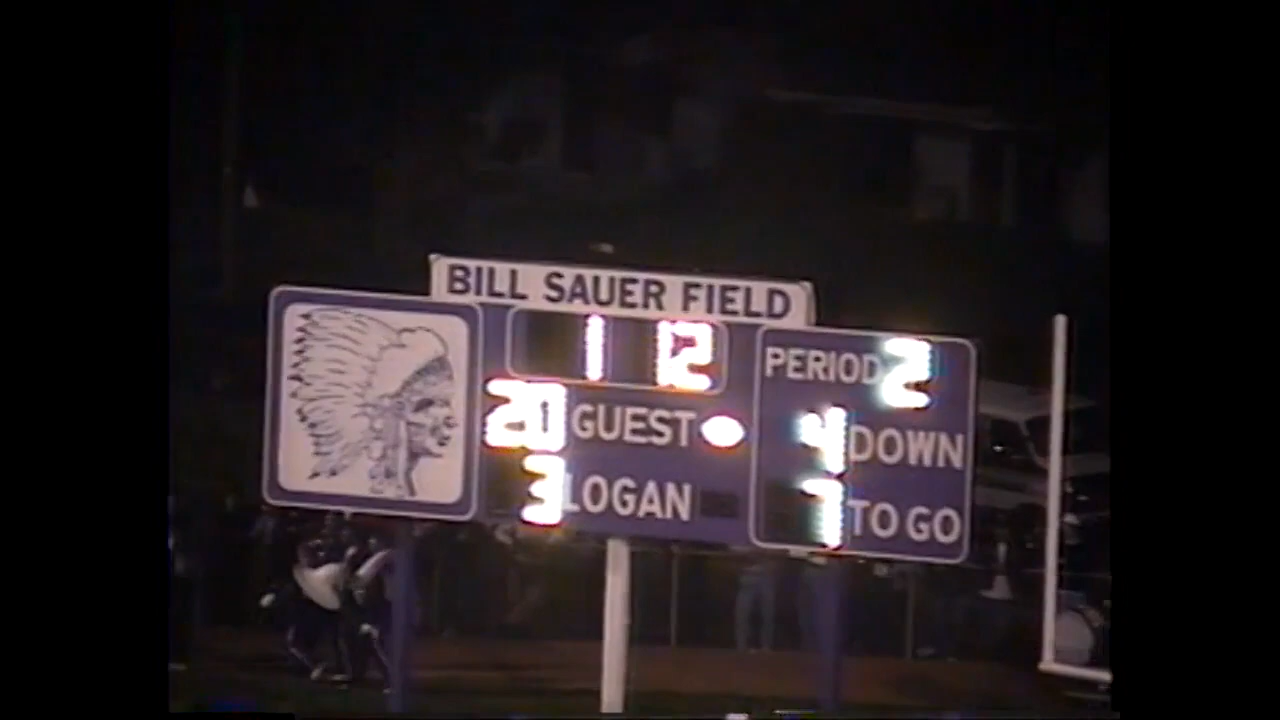 BILL SAUER FIELD
1 12
PERIOD 2
20 GUEST
4 DOWN
3 LOGAN
7 TO GO